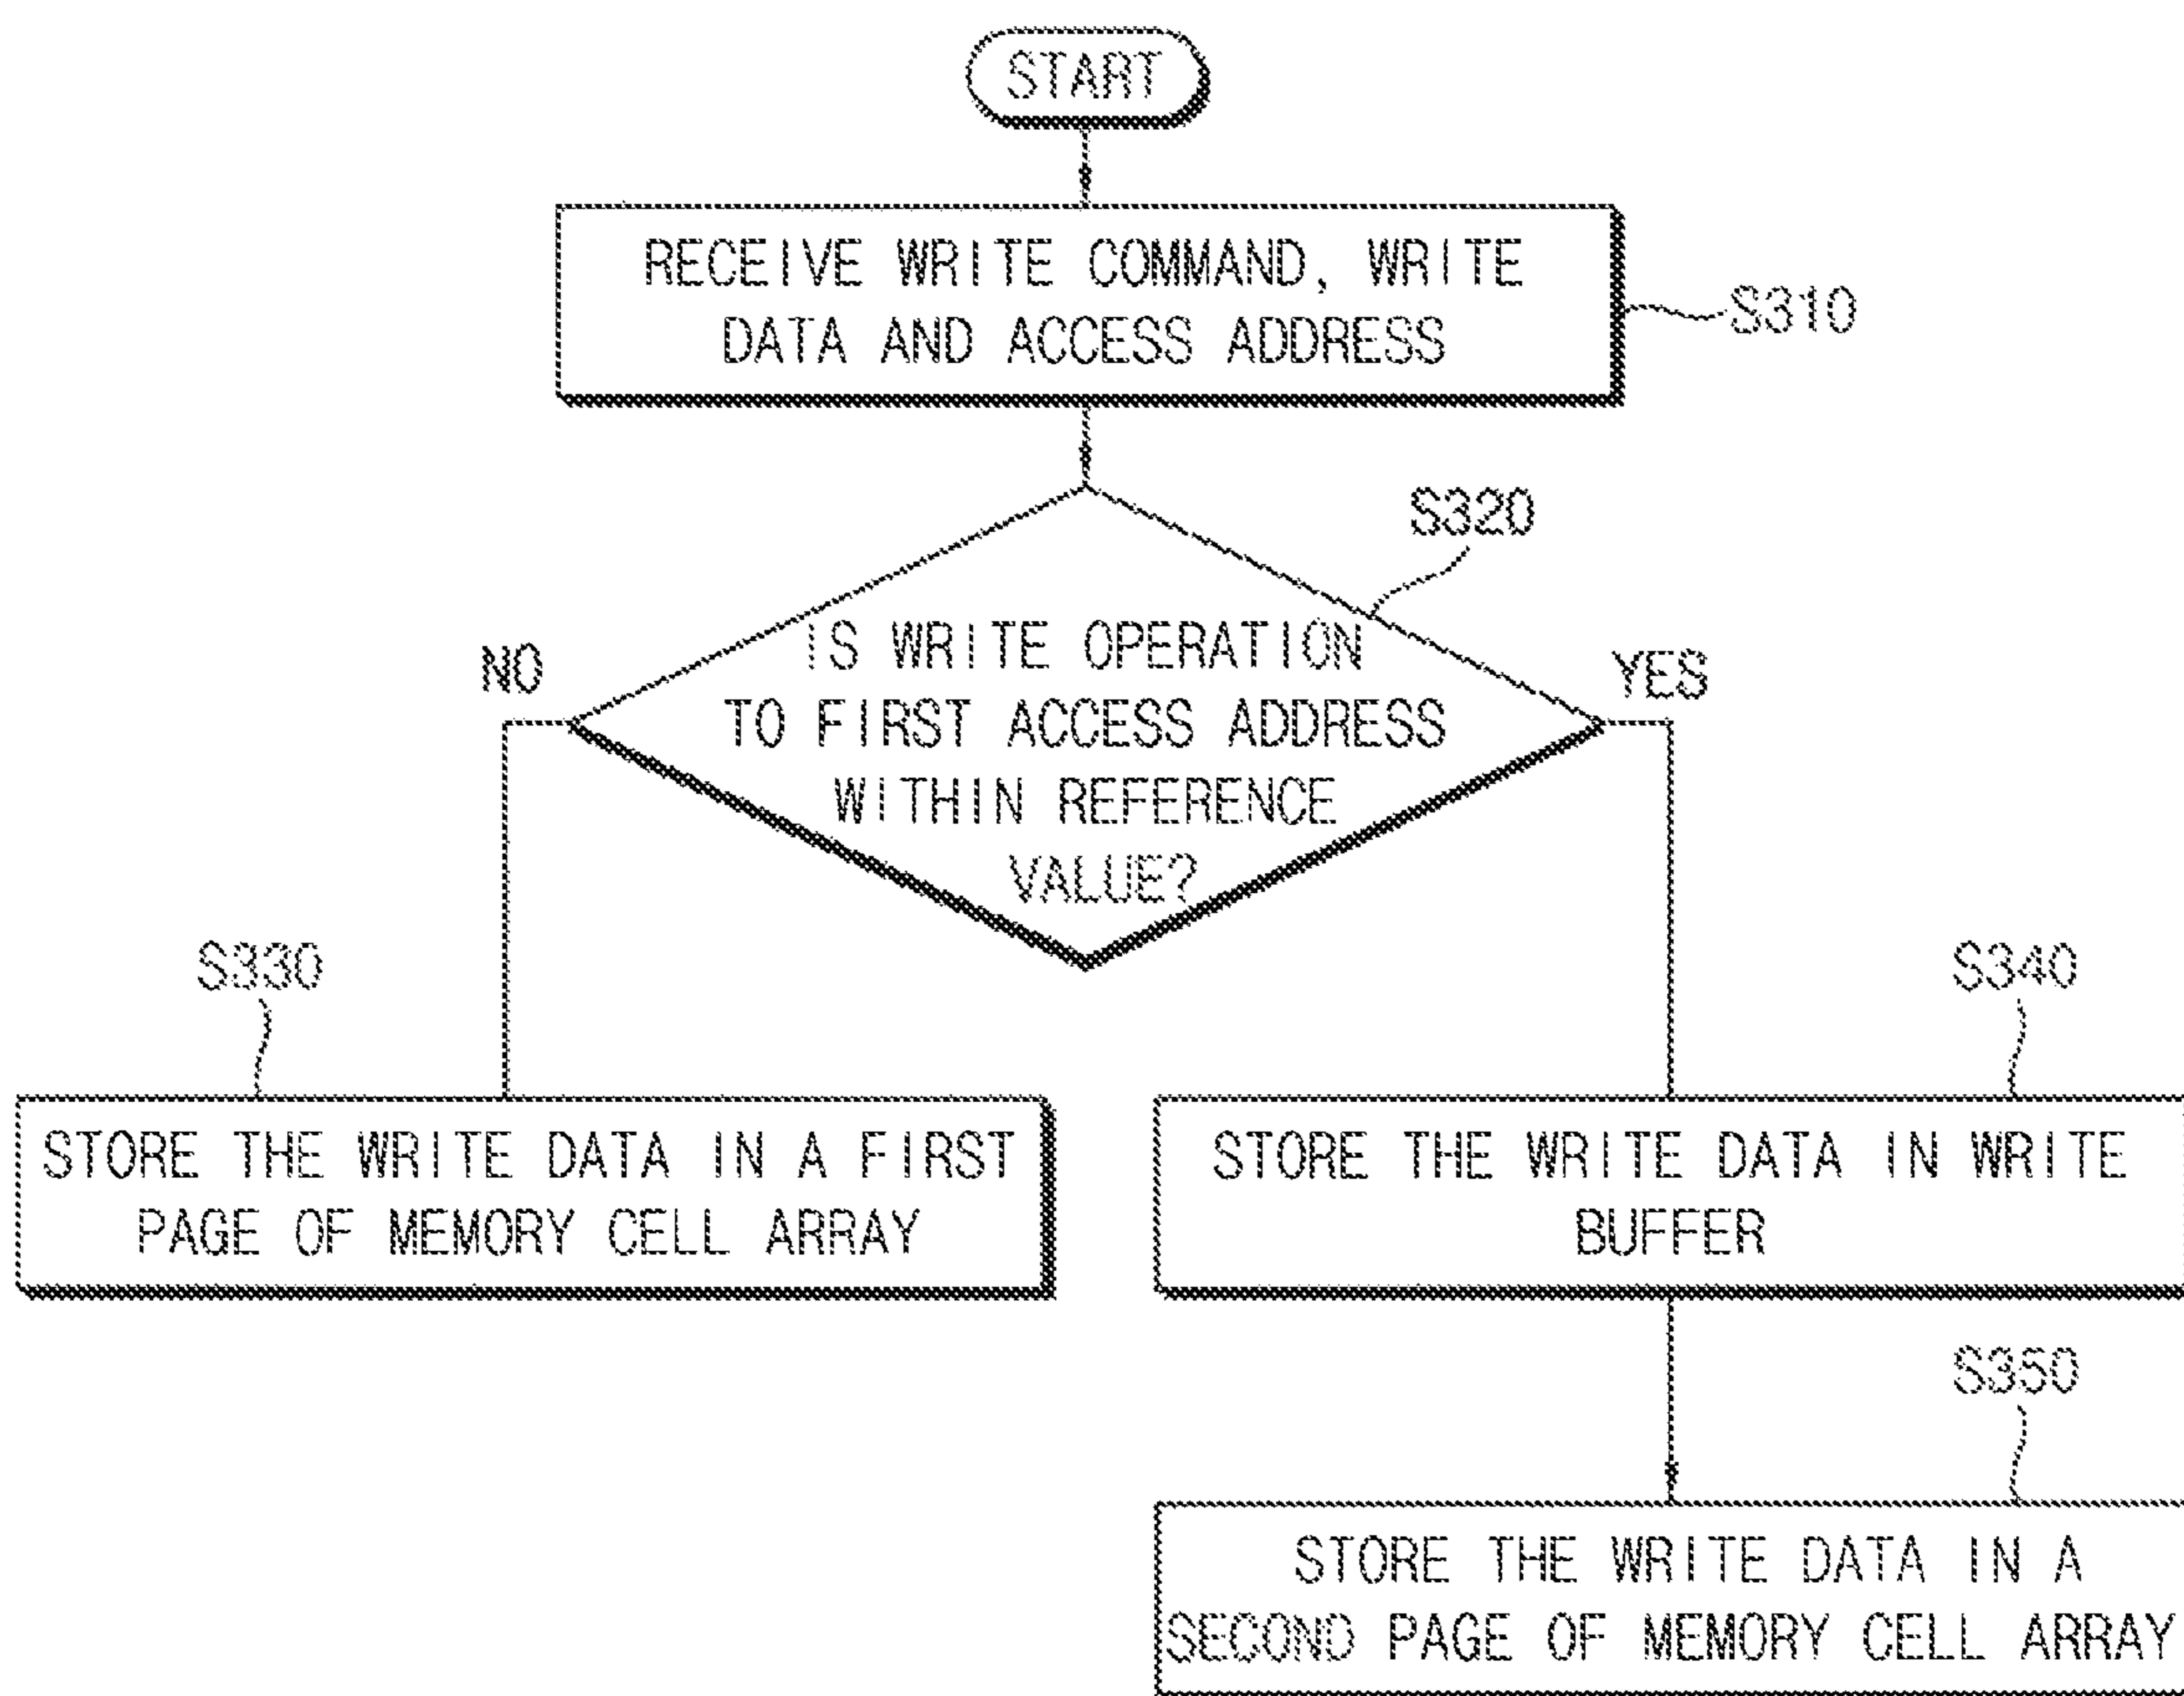 START
RECEIVE WRITE COMMAND, WRITE
DATA AND ACCESS ADDRESS
S310
S320
IS WRITE OPERATION
TO FIRST ACCESS ADDRESS
WITHIN REFERENCE
VALUE?
NO
YES
S330
STORE THE WRITE DATA IN A FIRST
PAGE OF MEMORY CELL ARRAY
S340
STORE THE WRITE DATA IN WRITE
BUFFER
S350
STORE THE WRITE DATA IN A
SECOND PAGE OF MEMORY CELL ARRAY